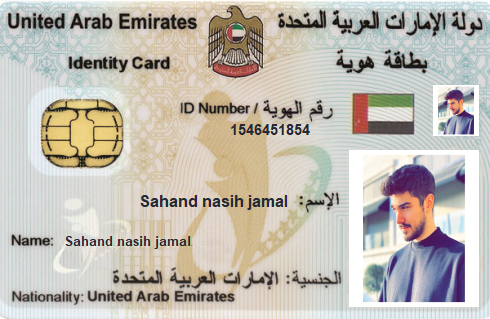 United Arab Emirates دولة الإمارات العربية المتحدة
Identity Card بطاقة هوية
ID Number / رقم الهوية
1546451854
Sahand nasih jamal الإسم:
Name: Sahand nasih jamal
الجنسية: الإمارات العربية المتحدة
Nationality: United Arab Emirates